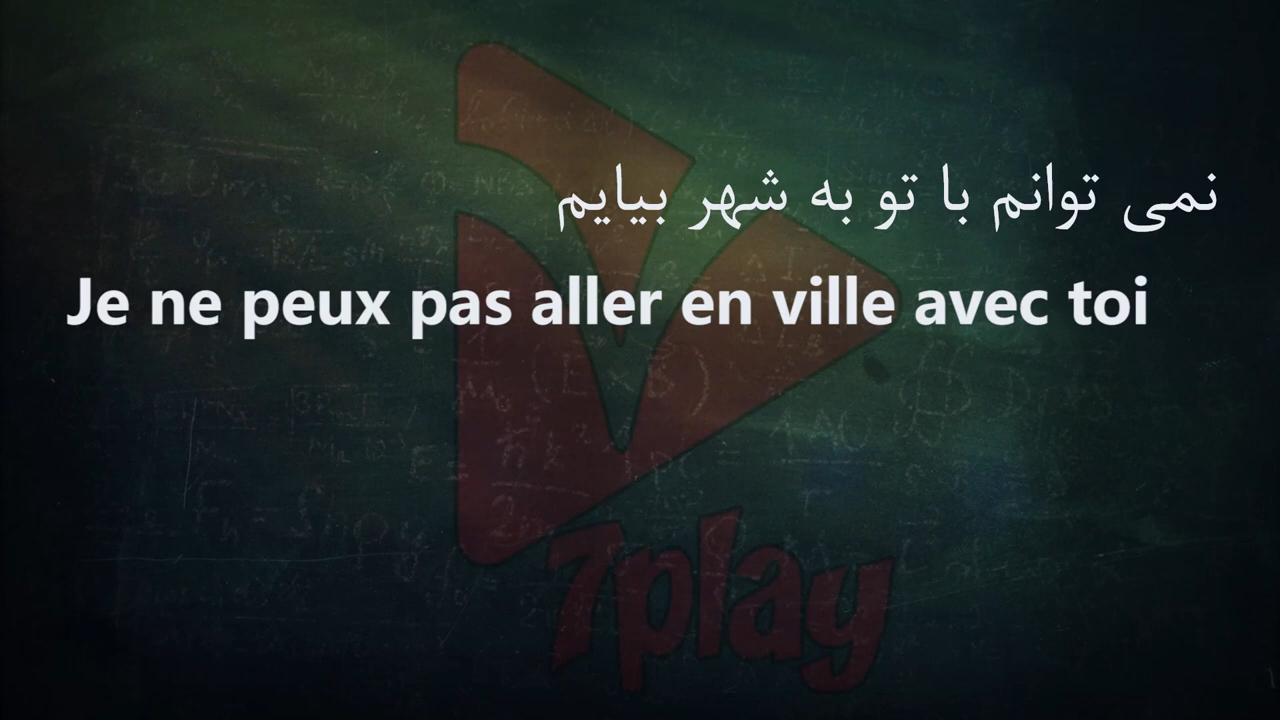 نمی توانم با تو به شهر بیایم
Je ne peux pas aller en ville avec toi
7play